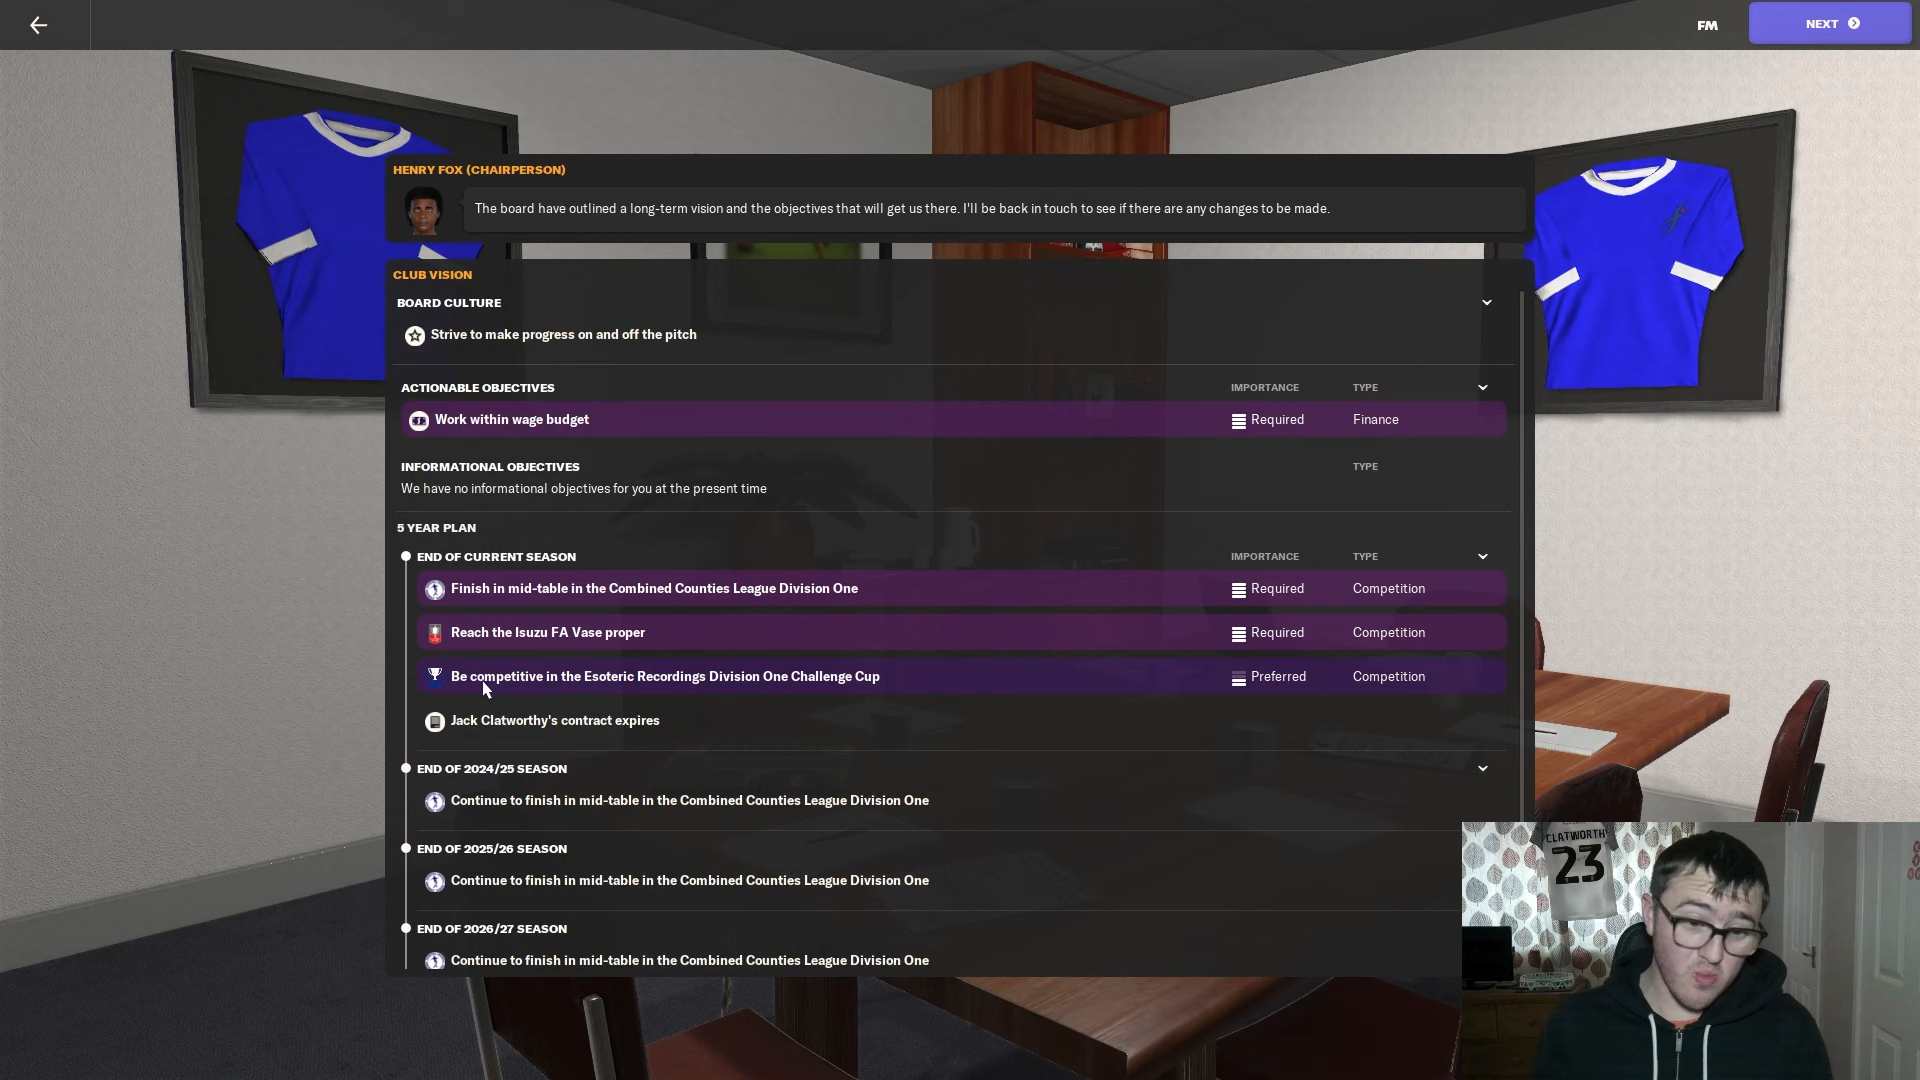 FM
NEXT
HENRY FOX (CHAIRPERSON)
The board have outlined a long-term vision and the objectives that will get us there. I'll be back in touch to see if there are any changes to be made.
CLUB VISION
BOARD CULTURE
Strive to make progress on and off the pitch
ACTIONABLE OBJECTIVES IMPORTANCE TYPE
Work within wage budget Required Finance
INFORMATIONAL OBJECTIVES TYPE
We have no informational objectives for you at the present time
5 YEAR PLAN
END OF CURRENT SEASON IMPORTANCE TYPE
Finish in mid-table in the Combined Counties League Division One Required Competition
Reach the Isuzu FA Vase proper Required Competition
Be competitive in the Esoteric Recordings Division One Challenge Cup Preferred Competition
Jack Clatworthy's contract expires
END OF 2024/25 SEASON
Continue to finish in mid-table in the Combined Counties League Division One
END OF 2025/26 SEASON
Continue to finish in mid-table in the Combined Counties League Division One
END OF 2026/27 SEASON
Continue to finish in mid-table in the Combined Counties League Division One
CLATWORTHY
23